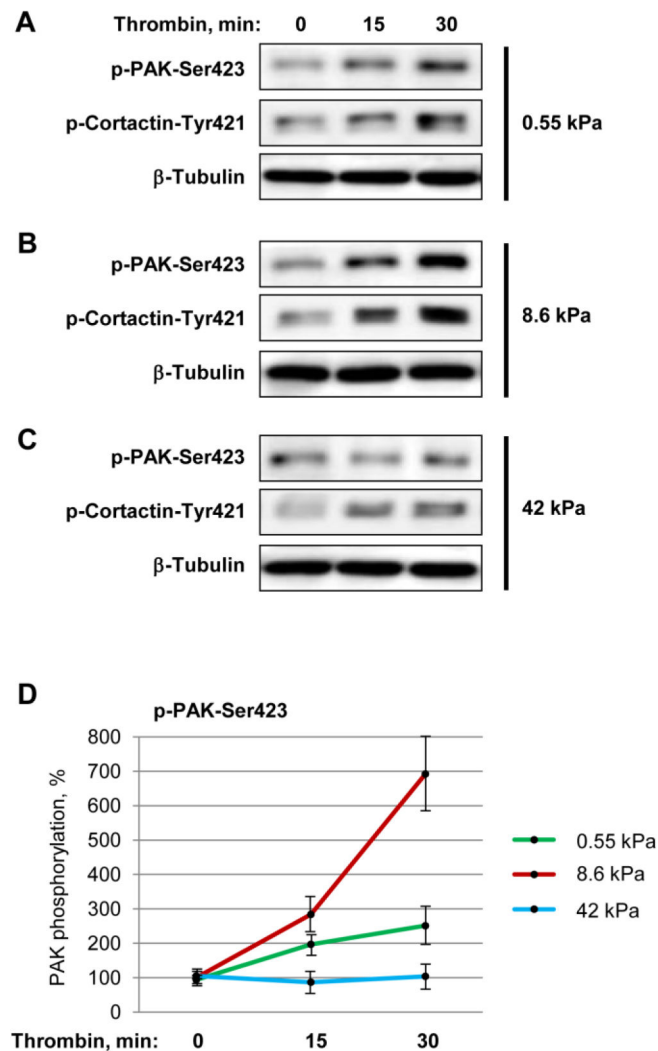 A
Thrombin, min: 0 15 30
p-PAK-Ser423
p-Cortactin-Tyr421
0.55 kPa
β-Tubulin
B
p-PAK-Ser423
p-Cortactin-Tyr421
8.6 kPa
β-Tubulin
C
p-PAK-Ser423
p-Cortactin-Tyr421
42 kPa
β-Tubulin
D
p-PAK-Ser423
PAK phosphorylation, %
800
700
600
500
400
300
200
100
0
0.55 kPa
8.6 kPa
42 kPa
Thrombin, min: 0 15 30